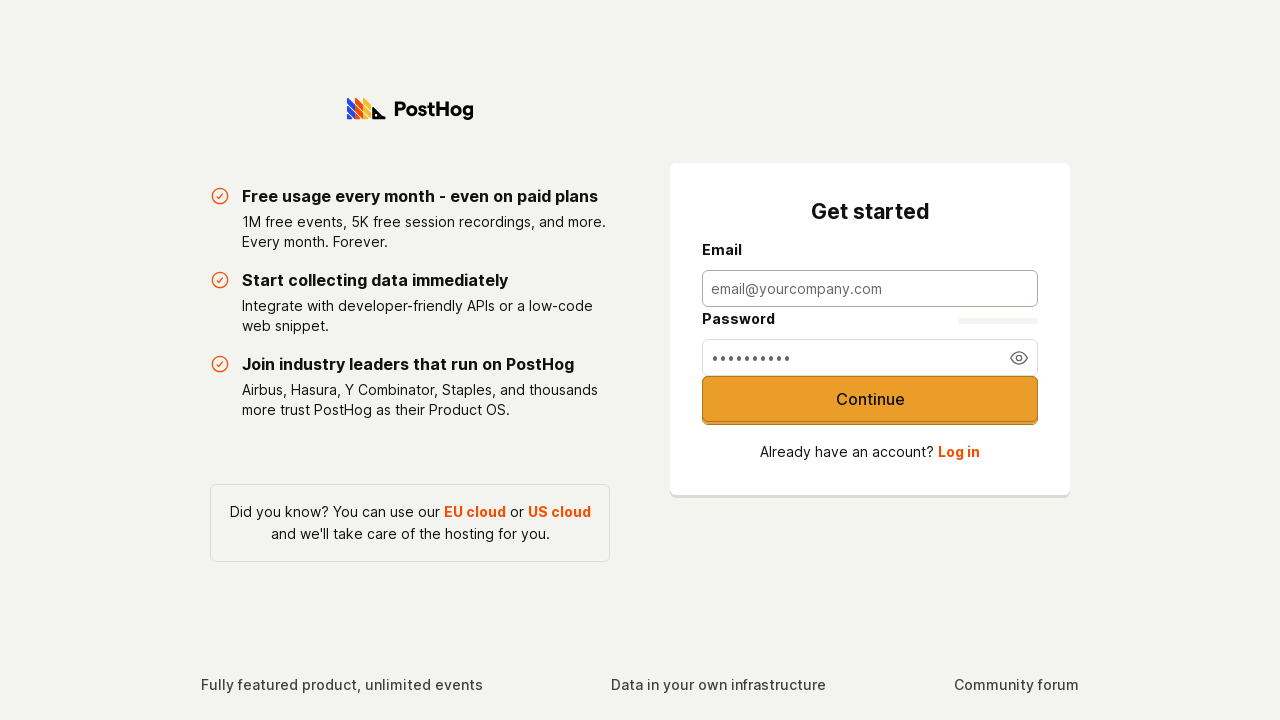 PostHog
Free usage every month - even on paid plans
1M free events, 5K free session recordings, and more.
Every month. Forever.
Start collecting data immediately
Integrate with developer-friendly APIs or a low-code
web snippet.
Join industry leaders that run on PostHog
Airbus, Hasura, Y Combinator, Staples, and thousands
more trust PostHog as their Product OS.
Did you know? You can use our EU cloud or US cloud
and we'll take care of the hosting for you.
Get started
Email
email@yourcompany.com
Password
••••••••••
Continue
Already have an account? Log in
Fully featured product, unlimited events
Data in your own infrastructure
Community forum